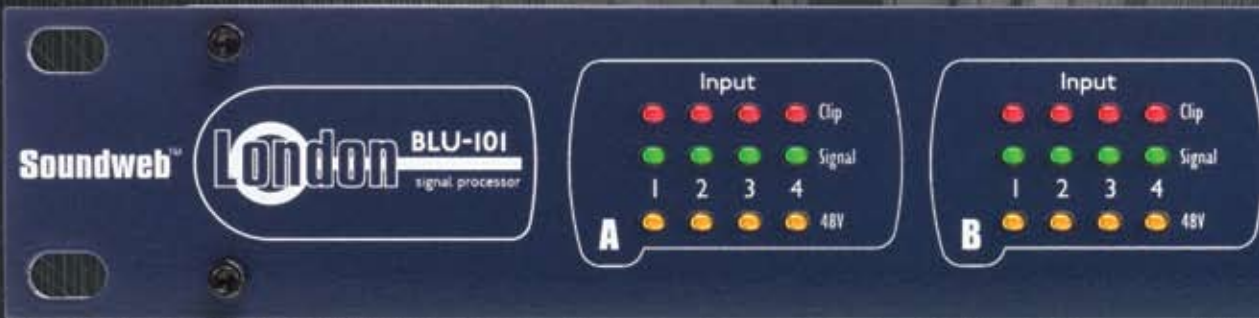 Soundweb™
London
BLU-101
signal processor
Input
Clip
Signal
1 2 3 4
A
48V
Input
Clip
Signal
1 2 3 4
B
48V